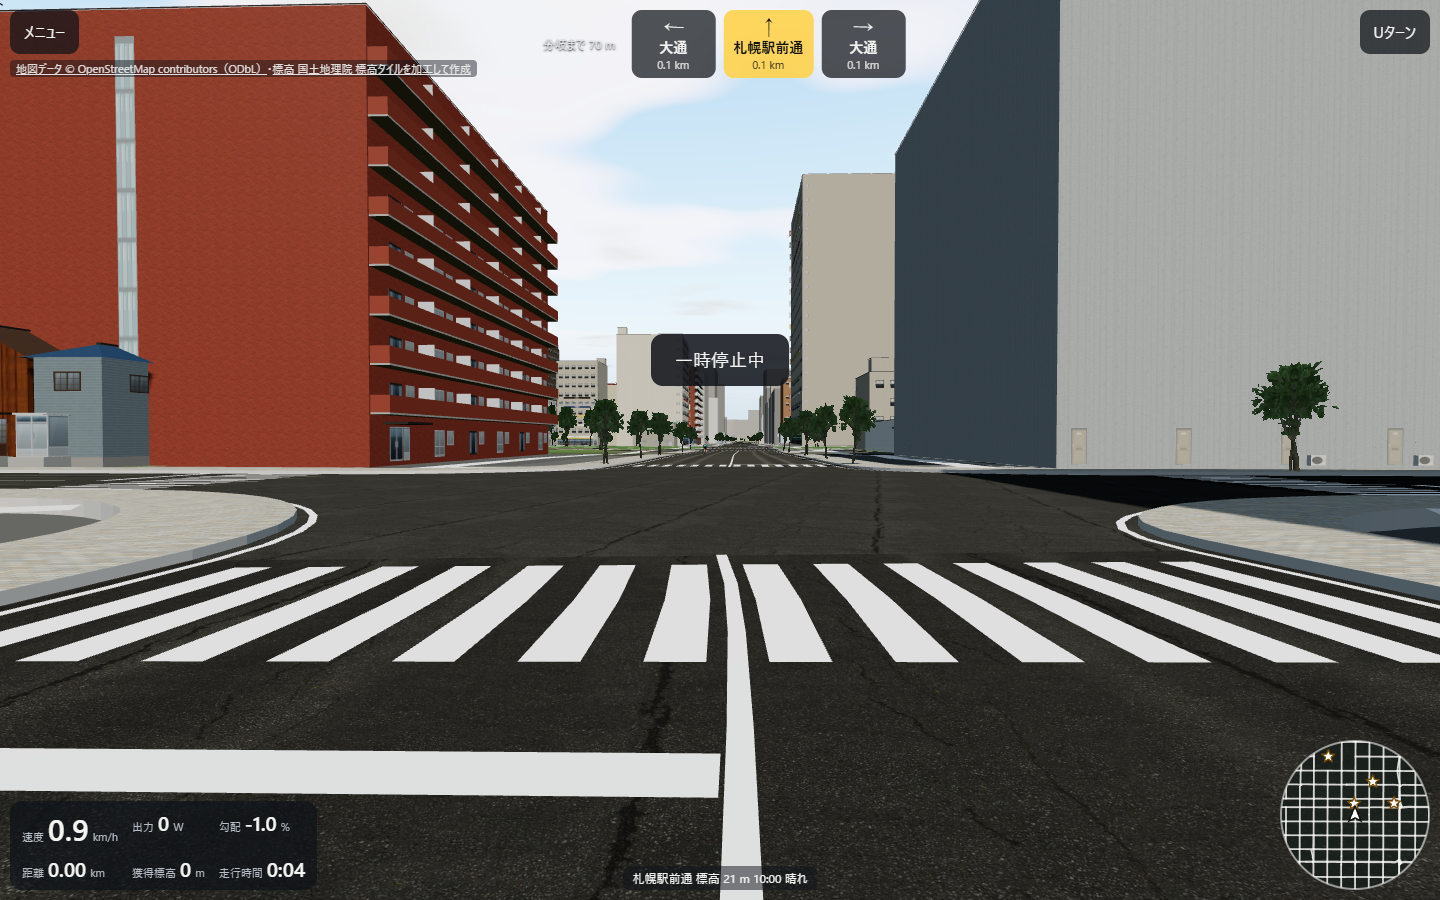 メニュー
地図データ © OpenStreetMap contributors（ODbL）・標高 国土地理院 標高タイルを加工して作成
分岐まで 70 m
←
大通
0.1 km
↑
札幌駅前通
0.1 km
→
大通
0.1 km
Uターン
一時停止中
速度 0.9 km/h
出力 0 W
勾配 -1.0 %
距離 0.00 km
獲得標高 0 m
走行時間 0:04
札幌駅前通 標高 21 m 10:00 晴れ